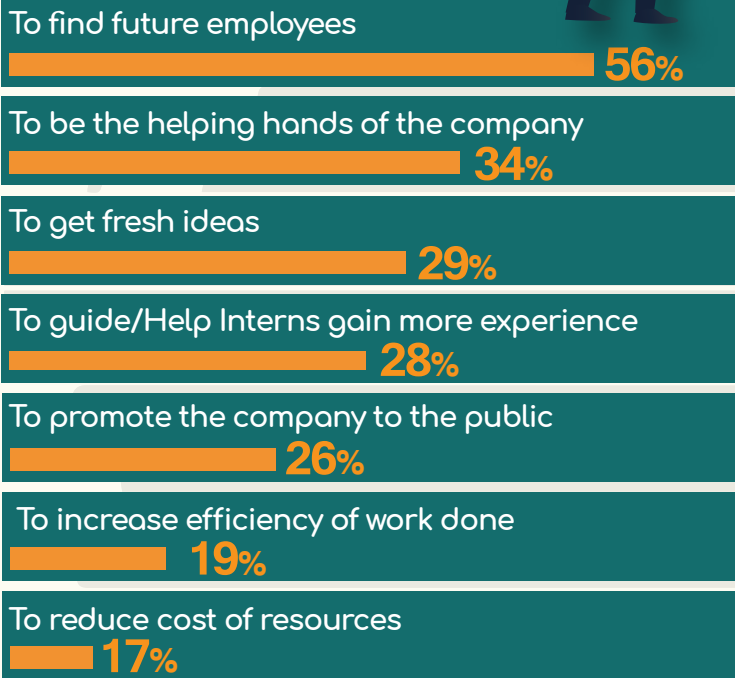 To find future employees
56%
To be the helping hands of the company
34%
To get fresh ideas
29%
To guide/Help Interns gain more experience
28%
To promote the company to the public
26%
To increase efficiency of work done
19%
To reduce cost of resources
17%